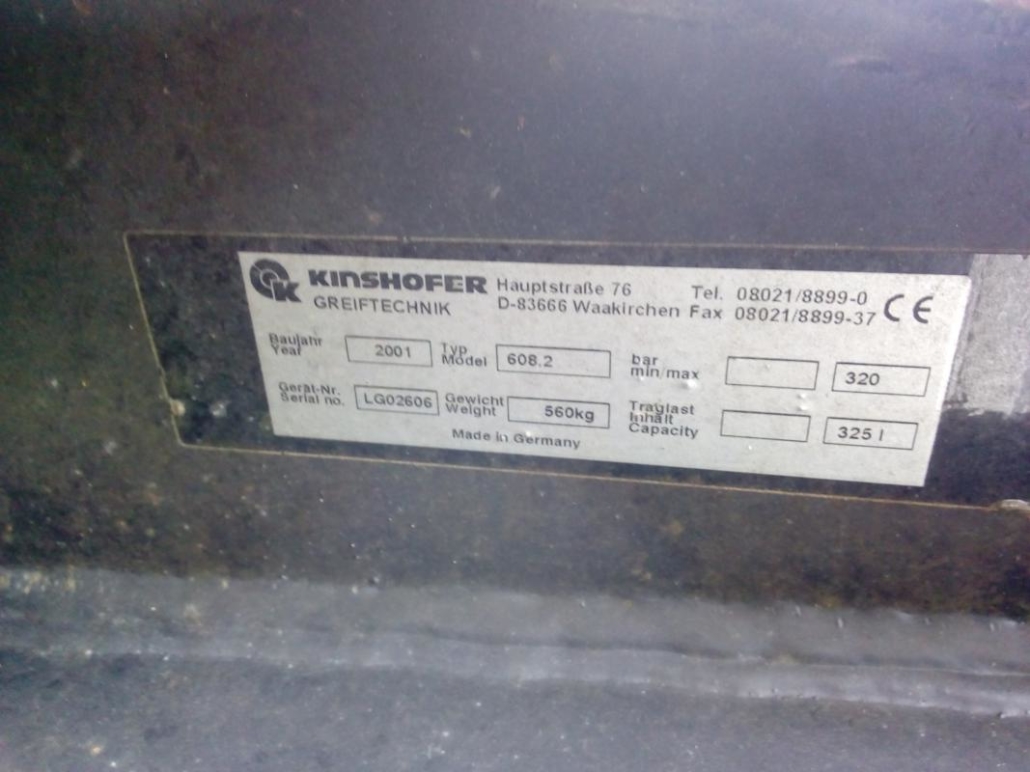 KINSHOFER
GREIFTECHNIK
Hauptstraße 76
D-83666 Waakirchen
Tel. 08021/8899-0
Fax 08021/8899-37
CE
Baujahr
Year
2001
Typ
Model
608.2
bar
min/max
320
Gerät-Nr.
Serial no.
LG02606
Gewicht
Weight
560kg
Traglast
Inhalt
Capacity
325 l
Made in Germany